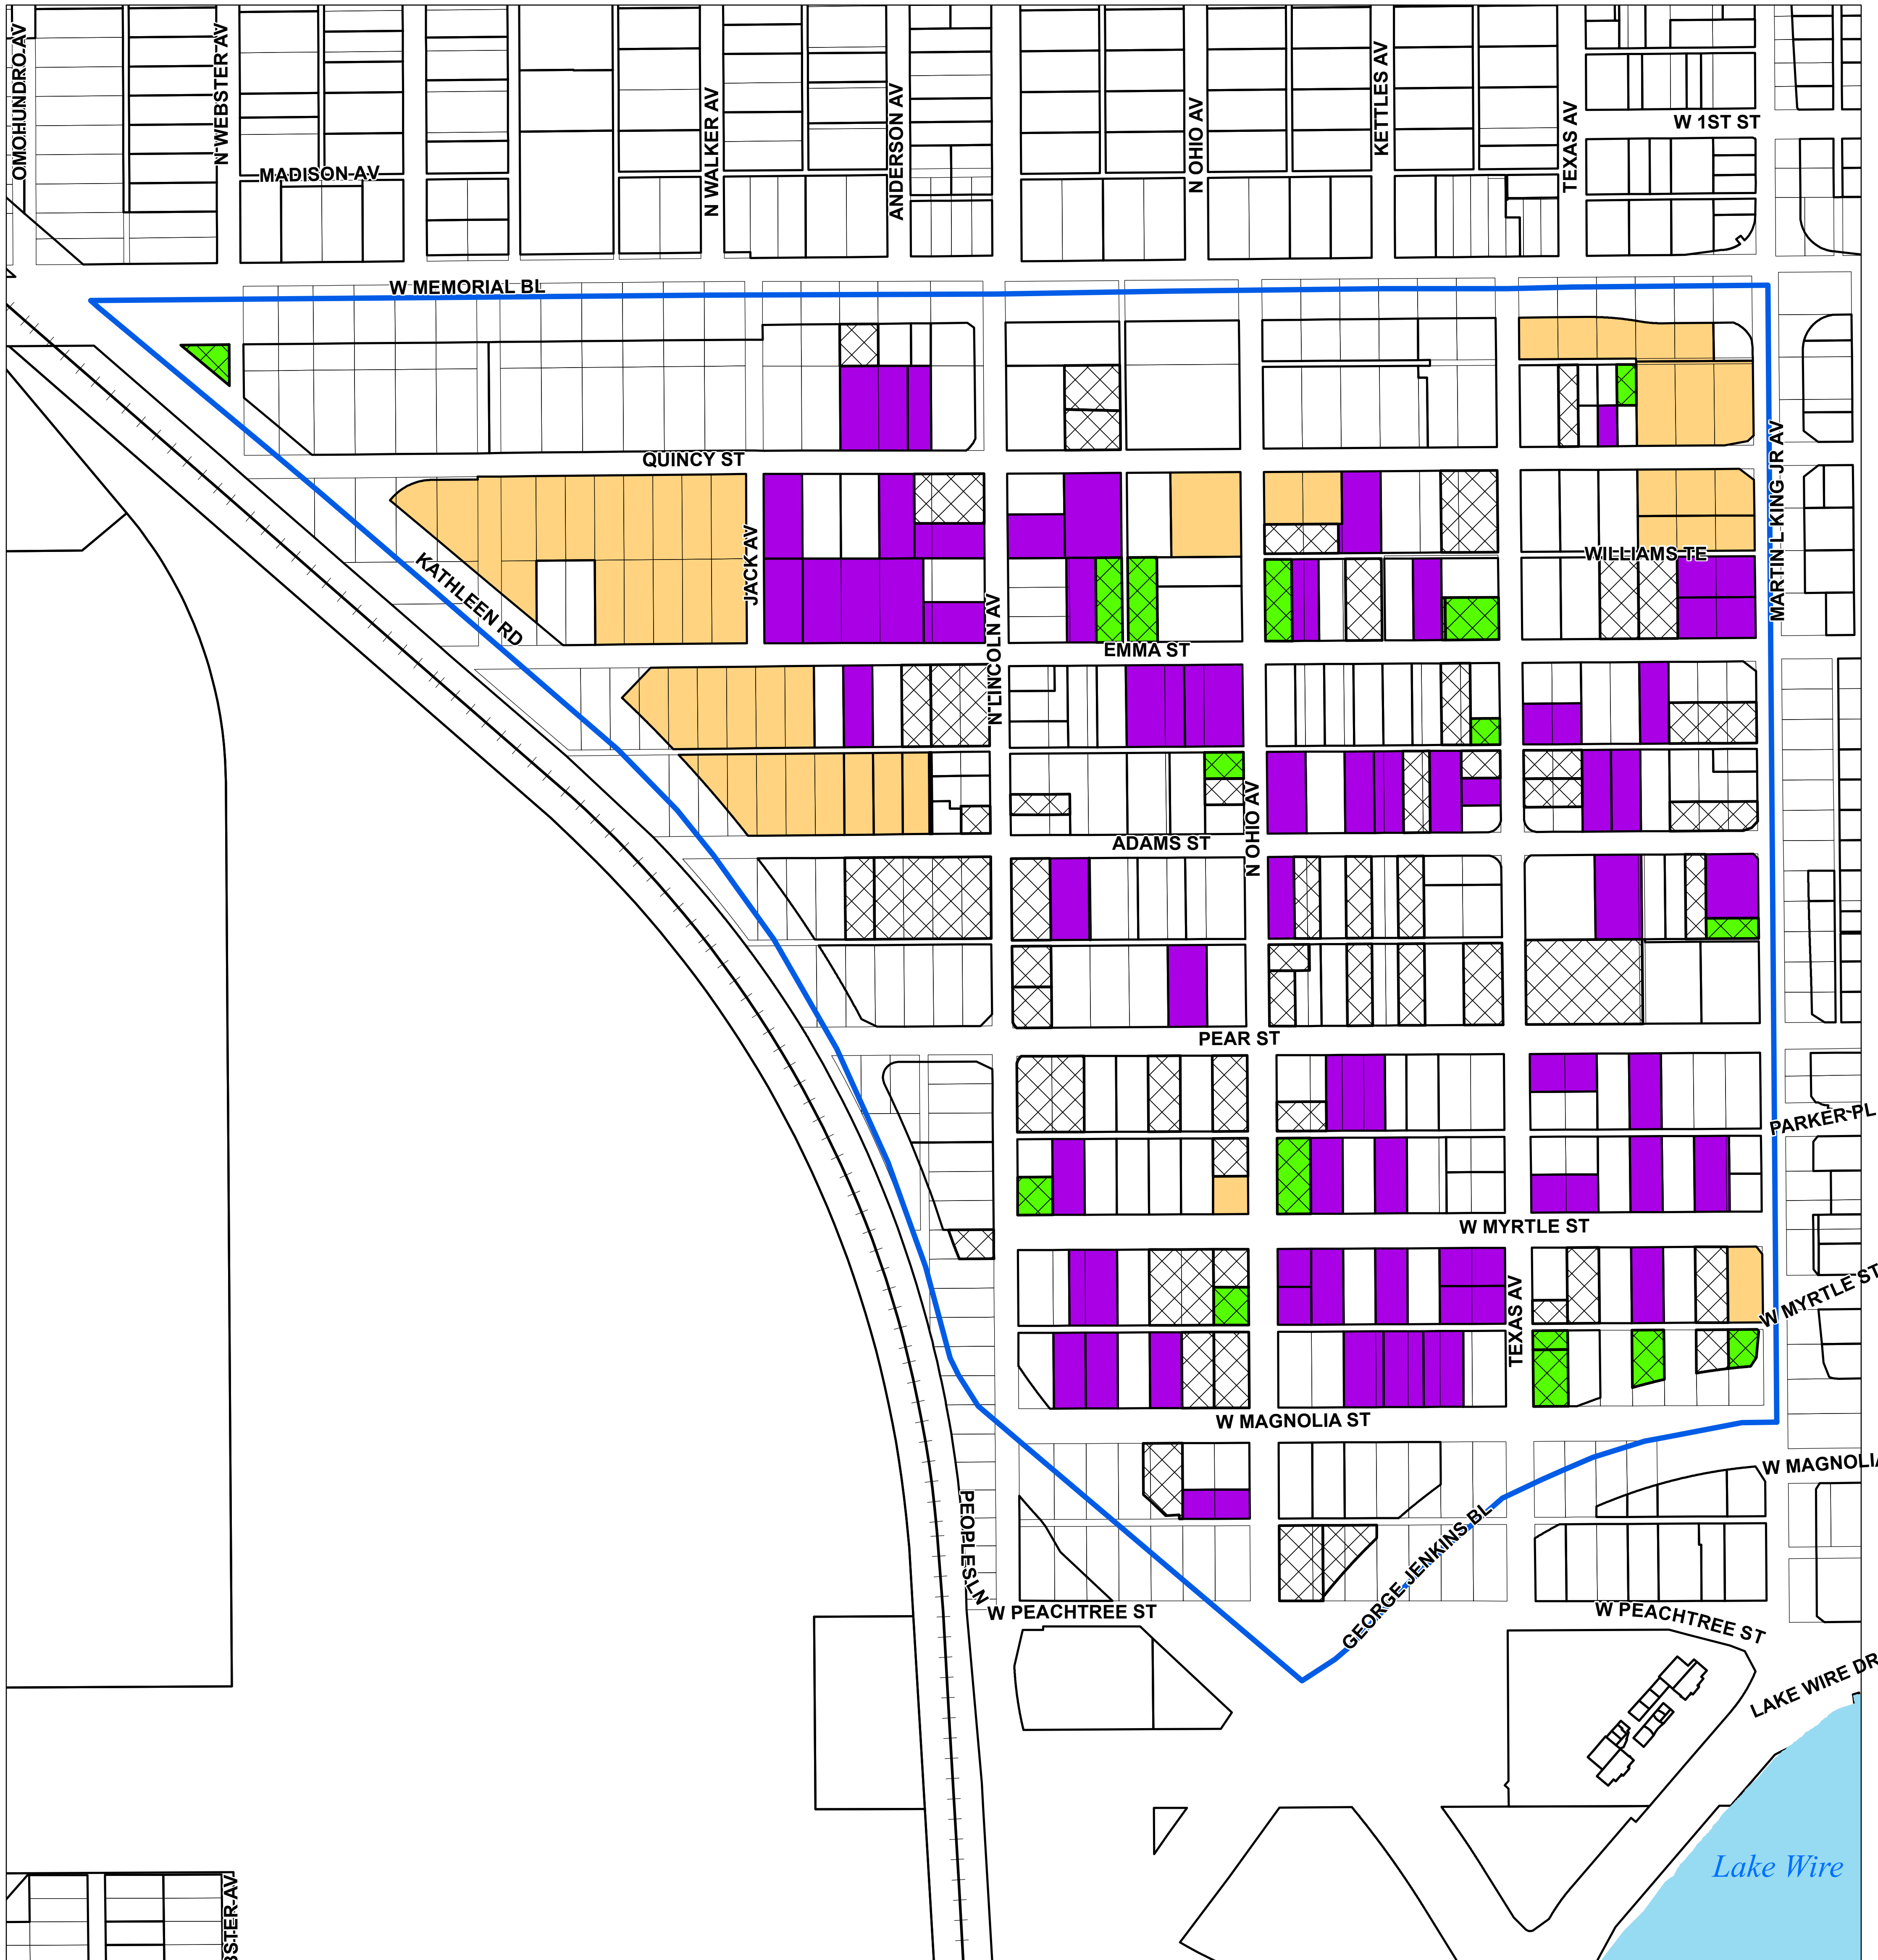 OMOHUNDRO AV
N WEBSTER AV
MADISON AV
N WALKER AV
ANDERSON AV
N OHIO AV
KETTLES AV
TEXAS AV
W 1ST ST
W MEMORIAL BL
QUINCY ST
JACK AV
KATHLEEN RD
N LINCOLN AV
WILLIAMS TE
MARTIN L KING JR AV
EMMA ST
N OHIO AV
ADAMS ST
PEAR ST
PARKER PL
W MYRTLE ST
W MYRTLE ST
TEXAS AV
W MAGNOLIA ST
W MAGNOLIA
PEOPLES LN
GEORGE JENKINS BL
W PEACHTREE ST
W PEACHTREE ST
LAKE WIRE DR
Lake Wire
BSTER AV